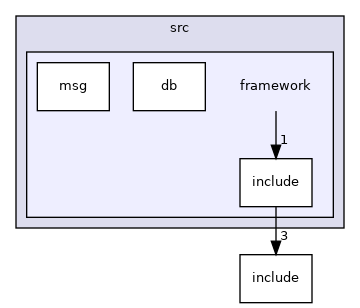 src
msg
db
framework
1
include
3
include